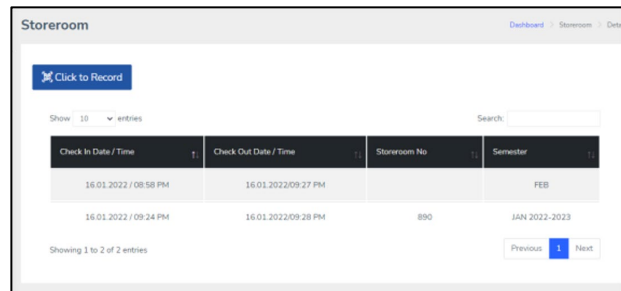 Storeroom
Dashboard > Storeroom > Deta
Click to Record
Show 10 entries
Search:
Check In Date / Time Check Out Date / Time Storeroom No Semester
16.01.2022 / 08:58 PM 16.01.2022/09:27 PM FEB
16.01.2022 / 09:24 PM 16.01.2022/09:28 PM 890 JAN 2022-2023
Showing 1 to 2 of 2 entries
Previous 1 Next